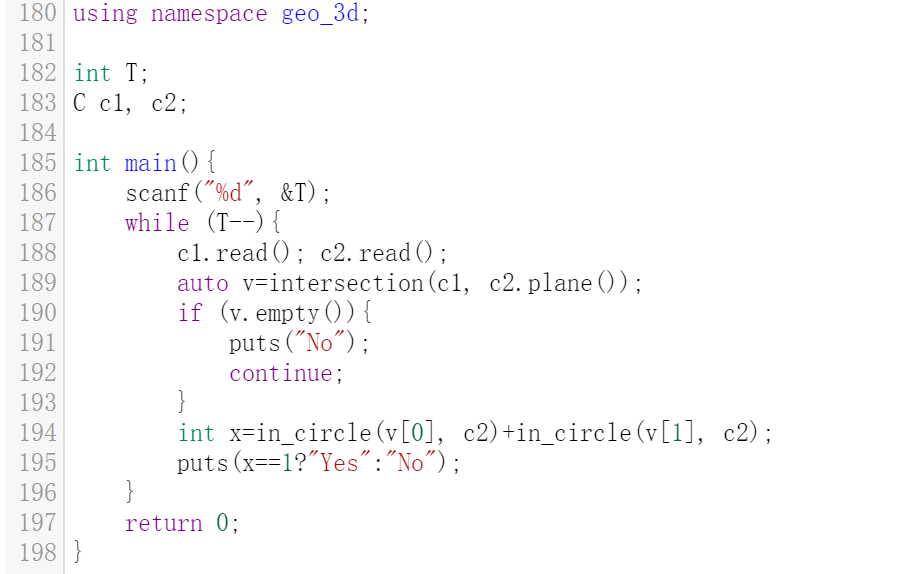 180 using namespace geo_3d;
181
182 int T;
183 C c1, c2;
184
185 int main(){
186     scanf("%d", &T);
187     while (T--){
188         c1.read(); c2.read();
189         auto v=intersection(c1, c2.plane());
190         if (v.empty()){
191             puts("No");
192             continue;
193         }
194         int x=in_circle(v[0], c2)+in_circle(v[1], c2);
195         puts(x==1?"Yes":"No");
196     }
197     return 0;
198 }